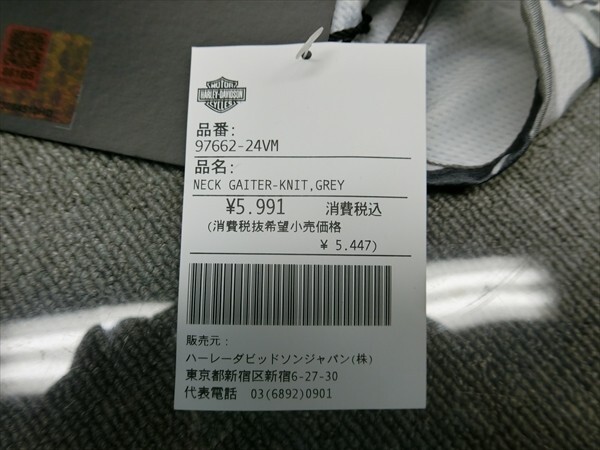 MOTOR
HARLEY-DAVIDSON
CYCLES
品番:
97662-24VM
品名:
NECK GAITER-KNIT,GREY
¥5.991 消費税込
(消費税抜希望小売価格
¥ 5.447)
販売元:
ハーレーダビッドソンジャパン(株)
東京都新宿区新宿6-27-30
代表電話 03(6892)0901